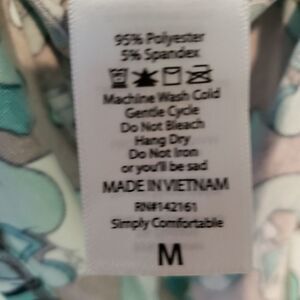 95% Polyester
5% Spandex
Machine Wash Cold
Gentle Cycle
Do Not Bleach
Hang Dry
Do Not Iron
or you'll be sad
MADE IN VIETNAM
RN#142161
Simply Comfortable
M